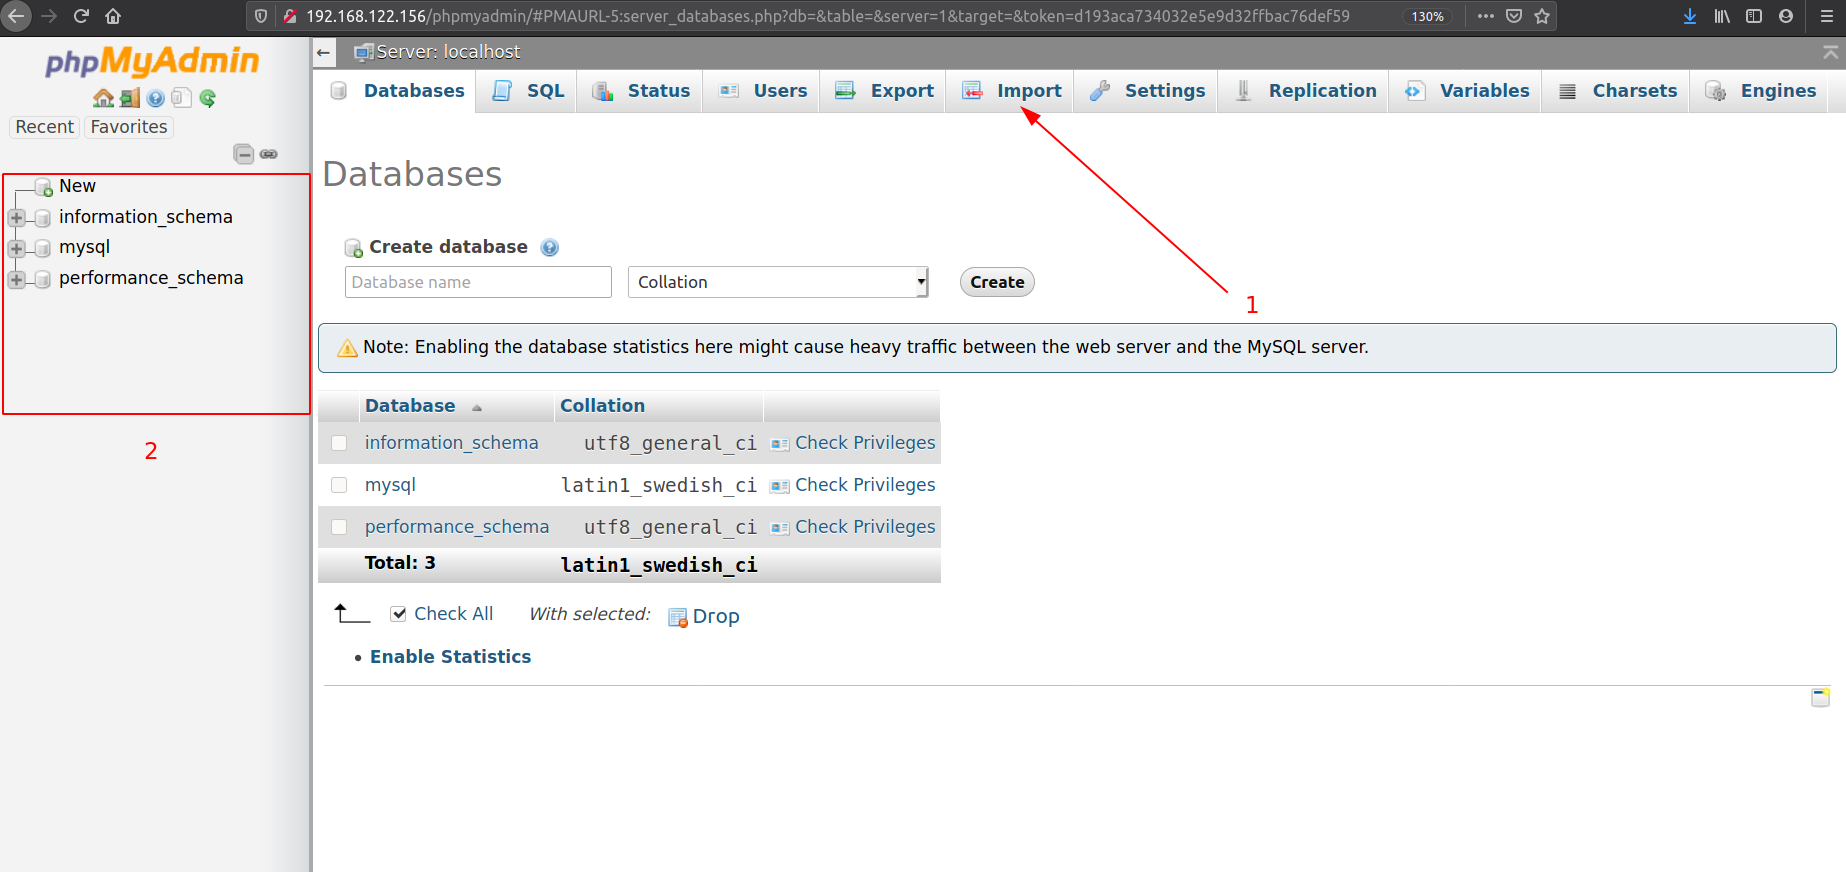 192.168.122.156/phpmyadmin/#PMAURL-5:server_databases.php?db=&table=&server=1&target=&token=d193aca734032e5e9d32ffbac76def59 130%
phpMyAdmin
Server: localhost
Databases SQL Status Users Export Import Settings Replication Variables Charsets Engines
Recent Favorites
New
information_schema
mysql
performance_schema
2
Databases
Create database
Database name Collation Create
1
Note: Enabling the database statistics here might cause heavy traffic between the web server and the MySQL server.
Database Collation
information_schema utf8_general_ci Check Privileges
mysql latin1_swedish_ci Check Privileges
performance_schema utf8_general_ci Check Privileges
Total: 3 latin1_swedish_ci
Check All With selected: Drop
• Enable Statistics